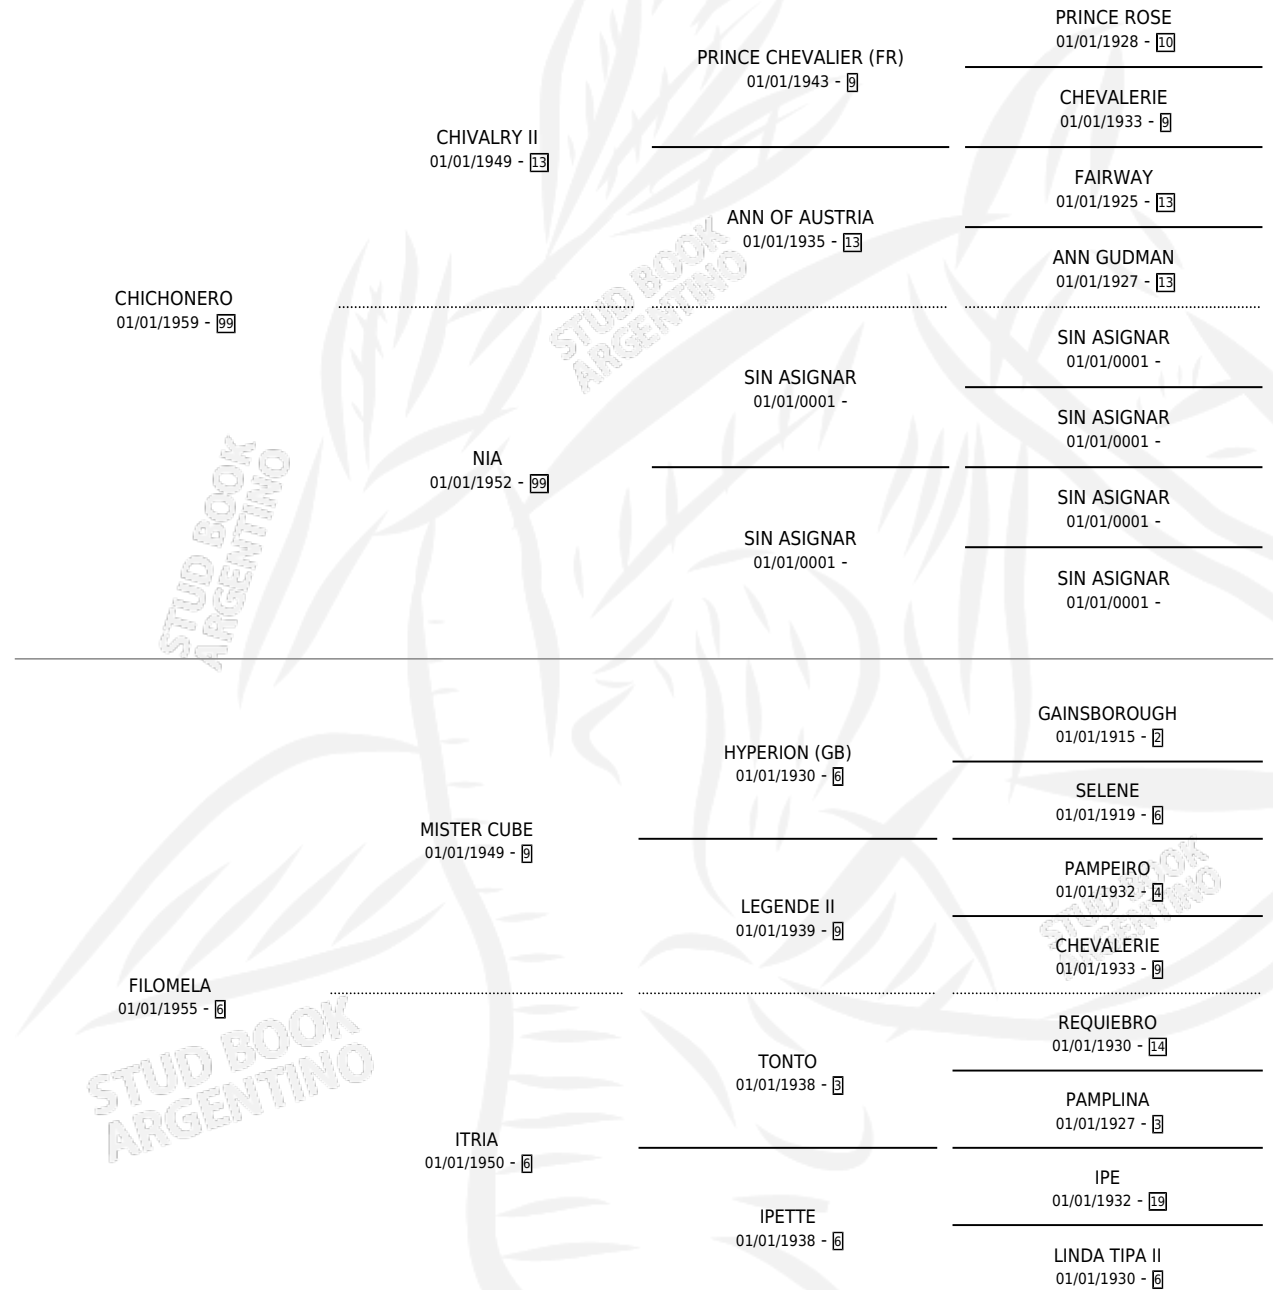 PRINCE ROSE
01/01/1928 - 10
PRINCE CHEVALIER (FR)
01/01/1943 - 9
CHEVALERIE
01/01/1933 - 9
CHIVALRY II
01/01/1949 - 13
FAIRWAY
01/01/1925 - 13
ANN OF AUSTRIA
01/01/1935 - 13
ANN GUDMAN
01/01/1927 - 13
CHICHONERO
01/01/1959 - 99
SIN ASIGNAR
01/01/0001 -
SIN ASIGNAR
01/01/0001 -
SIN ASIGNAR
01/01/0001 -
NIA
01/01/1952 - 99
SIN ASIGNAR
01/01/0001 -
SIN ASIGNAR
01/01/0001 -
SIN ASIGNAR
01/01/0001 -
STUD BOOK
ARGENTINO
STUD BOOK
ARGENTINO
GAINSBOROUGH
01/01/1915 - 2
HYPERION (GB)
01/01/1930 - 6
SELENE
01/01/1919 - 6
MISTER CUBE
01/01/1949 - 9
PAMPEIRO
01/01/1932 - 4
LEGENDE II
01/01/1939 - 9
CHEVALERIE
01/01/1933 - 9
STUD BOOK
ARGENTINO
FILOMELA
01/01/1955 - 6
REQUIEBRO
01/01/1930 - 14
TONTO
01/01/1938 - 3
PAMPLINA
01/01/1927 - 3
ITRIA
01/01/1950 - 6
IPE
01/01/1932 - 19
IPETTE
01/01/1938 - 6
LINDA TIPA II
01/01/1930 - 6
STUD BOOK
ARGENTINO